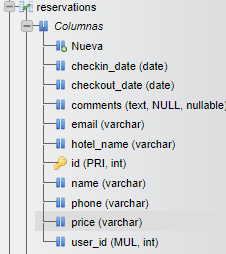 reservations
Columnas
Nueva
checkin_date (date)
checkout_date (date)
comments (text, NULL, nullable)
email (varchar)
hotel_name (varchar)
id (PRI, int)
name (varchar)
phone (varchar)
price (varchar)
user_id (MUL, int)